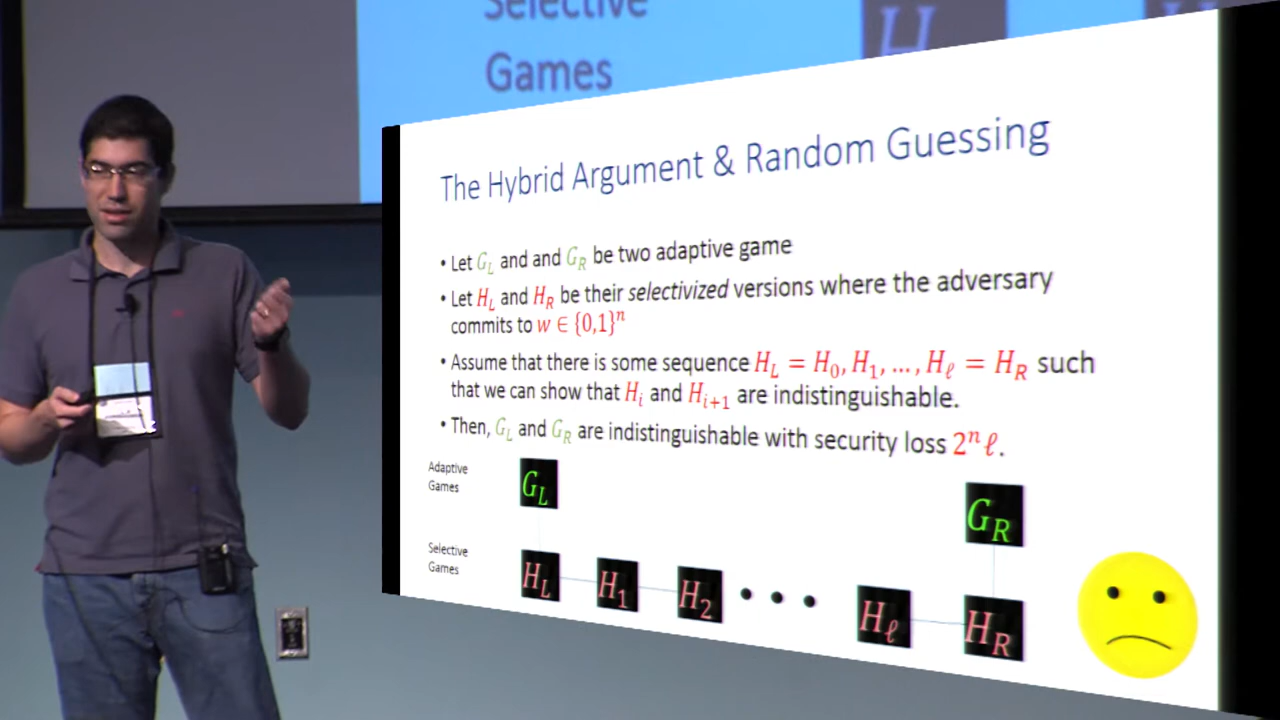 Selective
Games
H
The Hybrid Argument & Random Guessing
• Let G_L and and G_R be two adaptive game
• Let H_L and H_R be their selectivized versions where the adversary
commits to w ∈ {0,1}^n
• Assume that there is some sequence H_L = H_0, H_1, …, H_ℓ = H_R such
that we can show that H_i and H_{i+1} are indistinguishable.
• Then, G_L and G_R are indistinguishable with security loss 2^n ℓ.
Adaptive
Games
G_L
G_R
Selective
Games
H_L H_1 H_2 • • • H_ℓ H_R